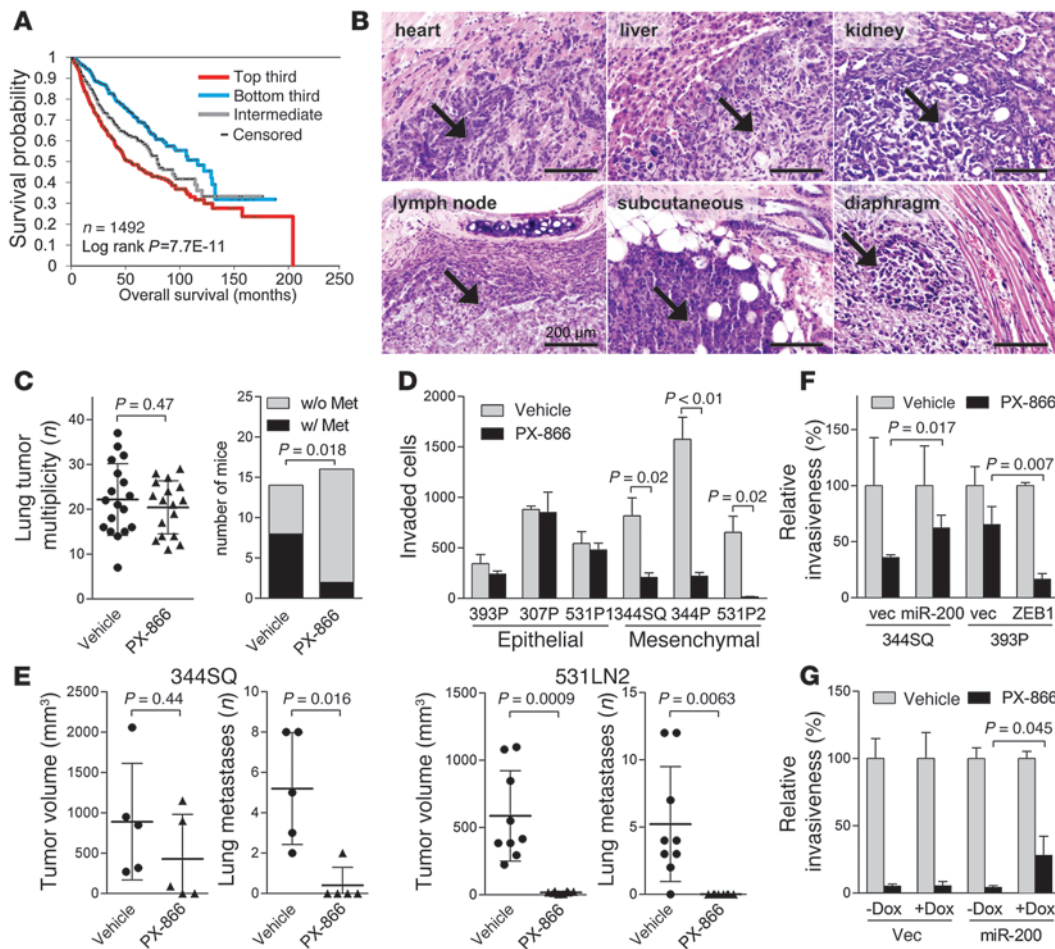 A
Survival probability
1
0.9
0.8
0.7
0.6
0.5
0.4
0.3
0.2
0.1
0
0 50 100 150 200 250
Overall survival (months)
Top third
Bottom third
Intermediate
Censored
n = 1492
Log rank P=7.7E-11
B
heart
liver
kidney
lymph node
subcutaneous
diaphragm
200 μm
C
Lung tumor
multiplicity (n)
40
30
20
10
0
P = 0.47
Vehicle
PX-866
number of mice
25
20
15
10
5
0
w/o Met
w/ Met
P = 0.018
Vehicle
PX-866
D
Invaded cells
2000
1500
1000
500
0
Vehicle
PX-866
P = 0.02
P < 0.01
P = 0.02
393P 307P 531P1 344SQ 344P 531P2
Epithelial Mesenchymal
F
Relative
invasiveness (%)
150
100
50
0
Vehicle PX-866
P = 0.017
P = 0.007
vec miR-200 vec ZEB1
344SQ 393P
E
344SQ
Tumor volume (mm³)
2500
2000
1500
1000
500
0
P = 0.44
Vehicle
PX-866
Lung metastases (n)
10
8
6
4
2
0
P = 0.016
Vehicle
PX-866
531LN2
Tumor volume (mm³)
1500
1000
500
0
P = 0.0009
Vehicle
PX-866
Lung metastases (n)
15
10
5
0
P = 0.0063
Vehicle
PX-866
G
Relative
invasiveness (%)
150
100
50
0
Vehicle PX-866
P = 0.045
-Dox +Dox -Dox +Dox
Vec miR-200